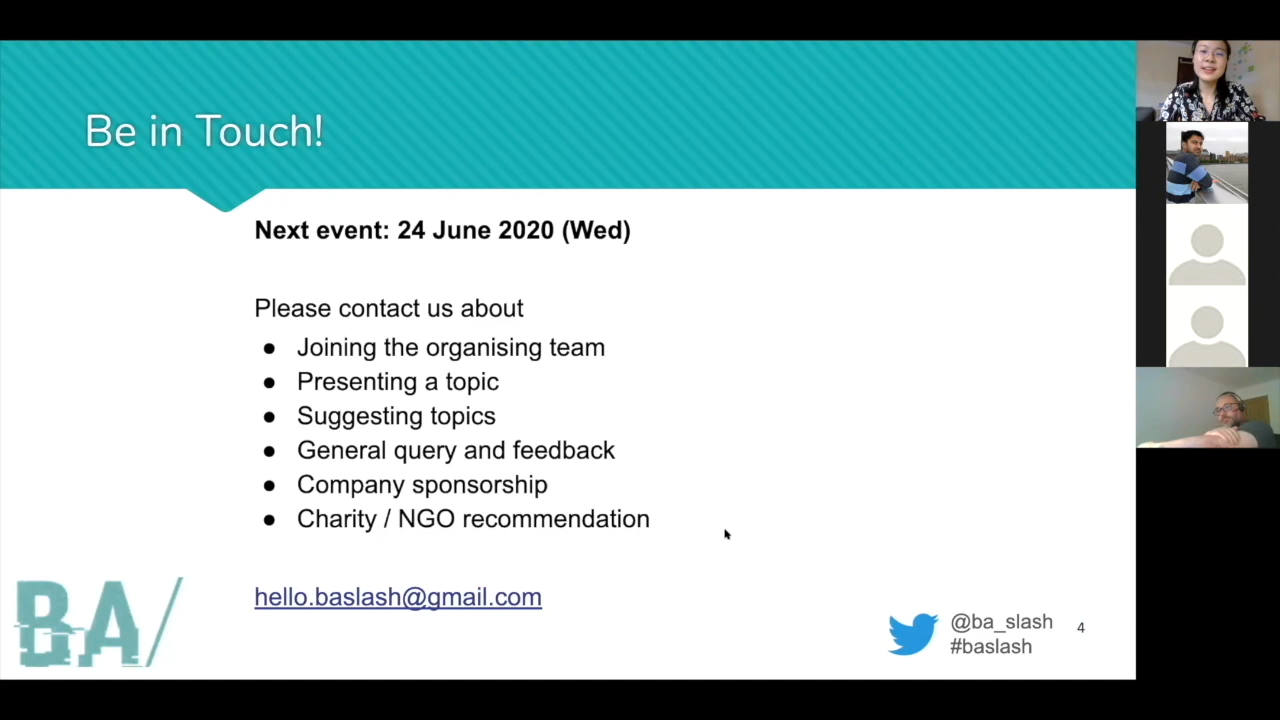 Be in Touch!
Next event: 24 June 2020 (Wed)
Please contact us about
● Joining the organising team
● Presenting a topic
● Suggesting topics
● General query and feedback
● Company sponsorship
● Charity / NGO recommendation
hello.baslash@gmail.com
BA/
@ba_slash
#baslash
4